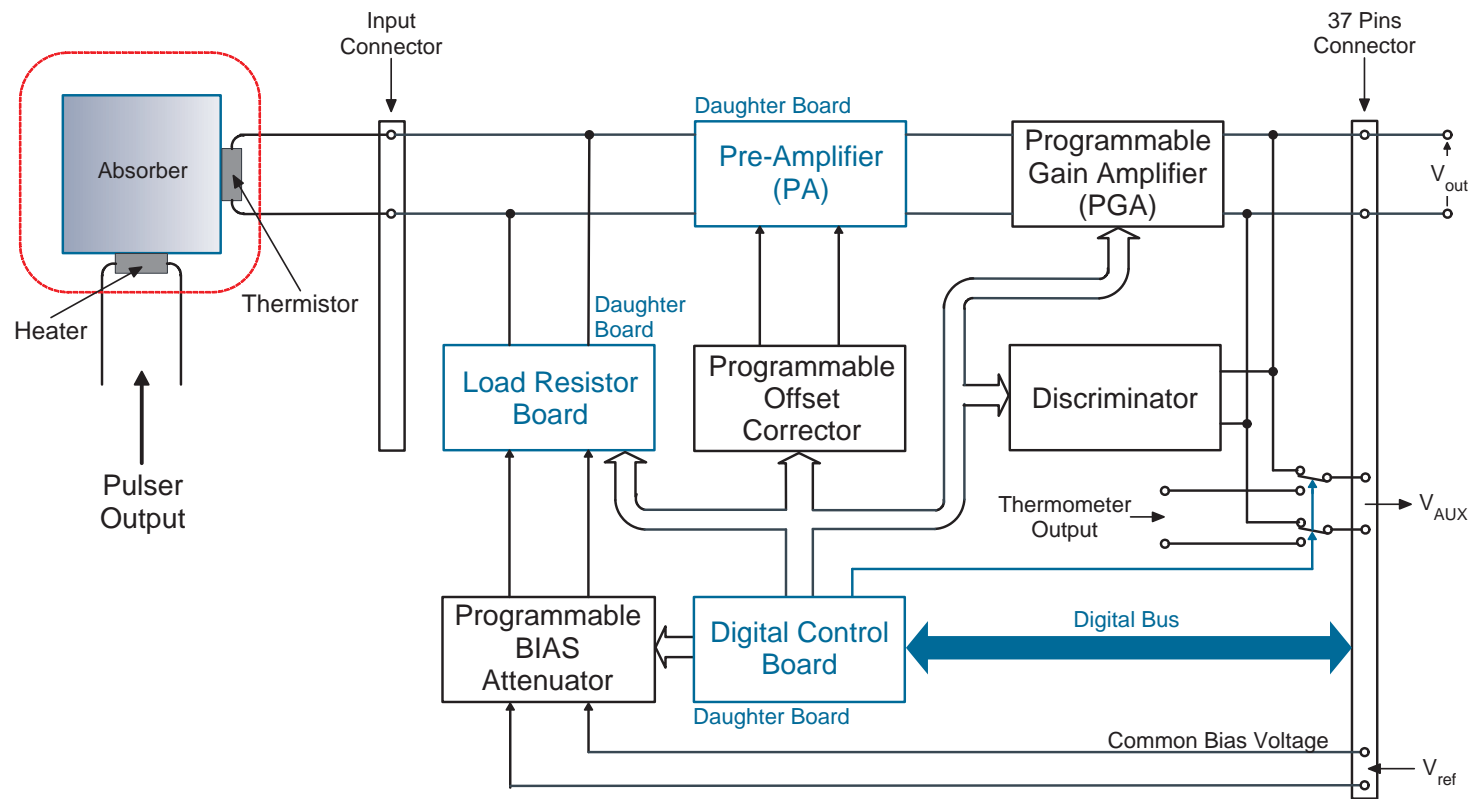 Input
Connector
37 Pins
Connector
Daughter Board
Absorber
Pre-Amplifier
(PA)
Programmable
Gain Amplifier
(PGA)
V out
Thermistor
Heater
Daughter
Board
Load Resistor
Board
Programmable
Offset
Corrector
Discriminator
Pulser
Output
Thermometer
Output
V AUX
Programmable
BIAS
Attenuator
Digital Control
Board
Digital Bus
Daughter Board
Common Bias Voltage
V ref